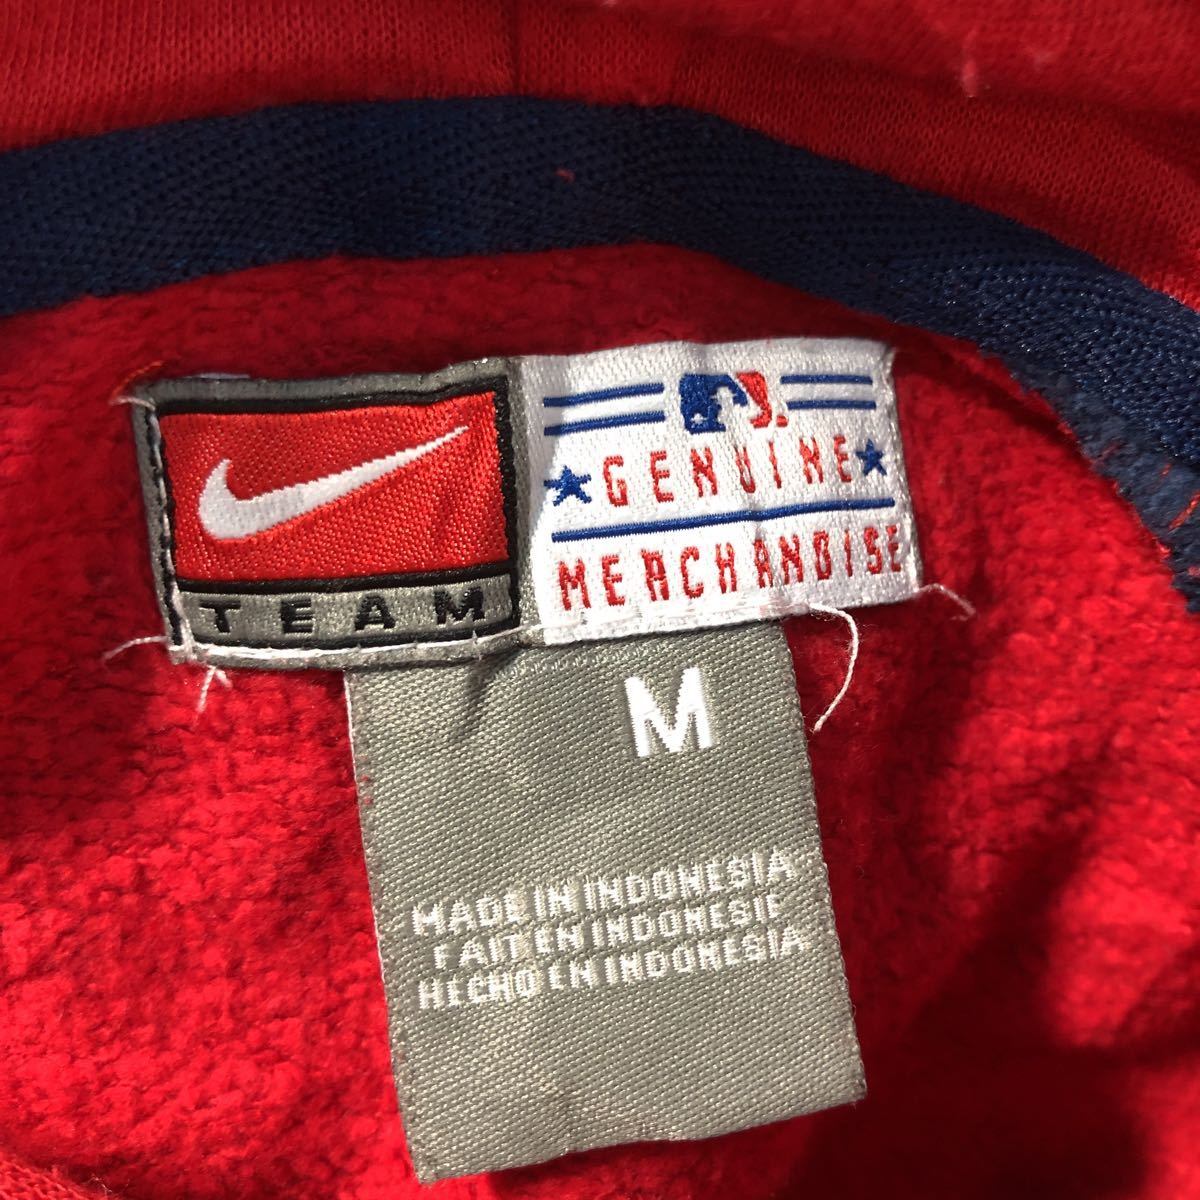 TEAM
GENUINE
MERCHANDISE
M
MADE IN INDONESIA
FAIT EN INDONESIE
HECHO EN INDONESIA